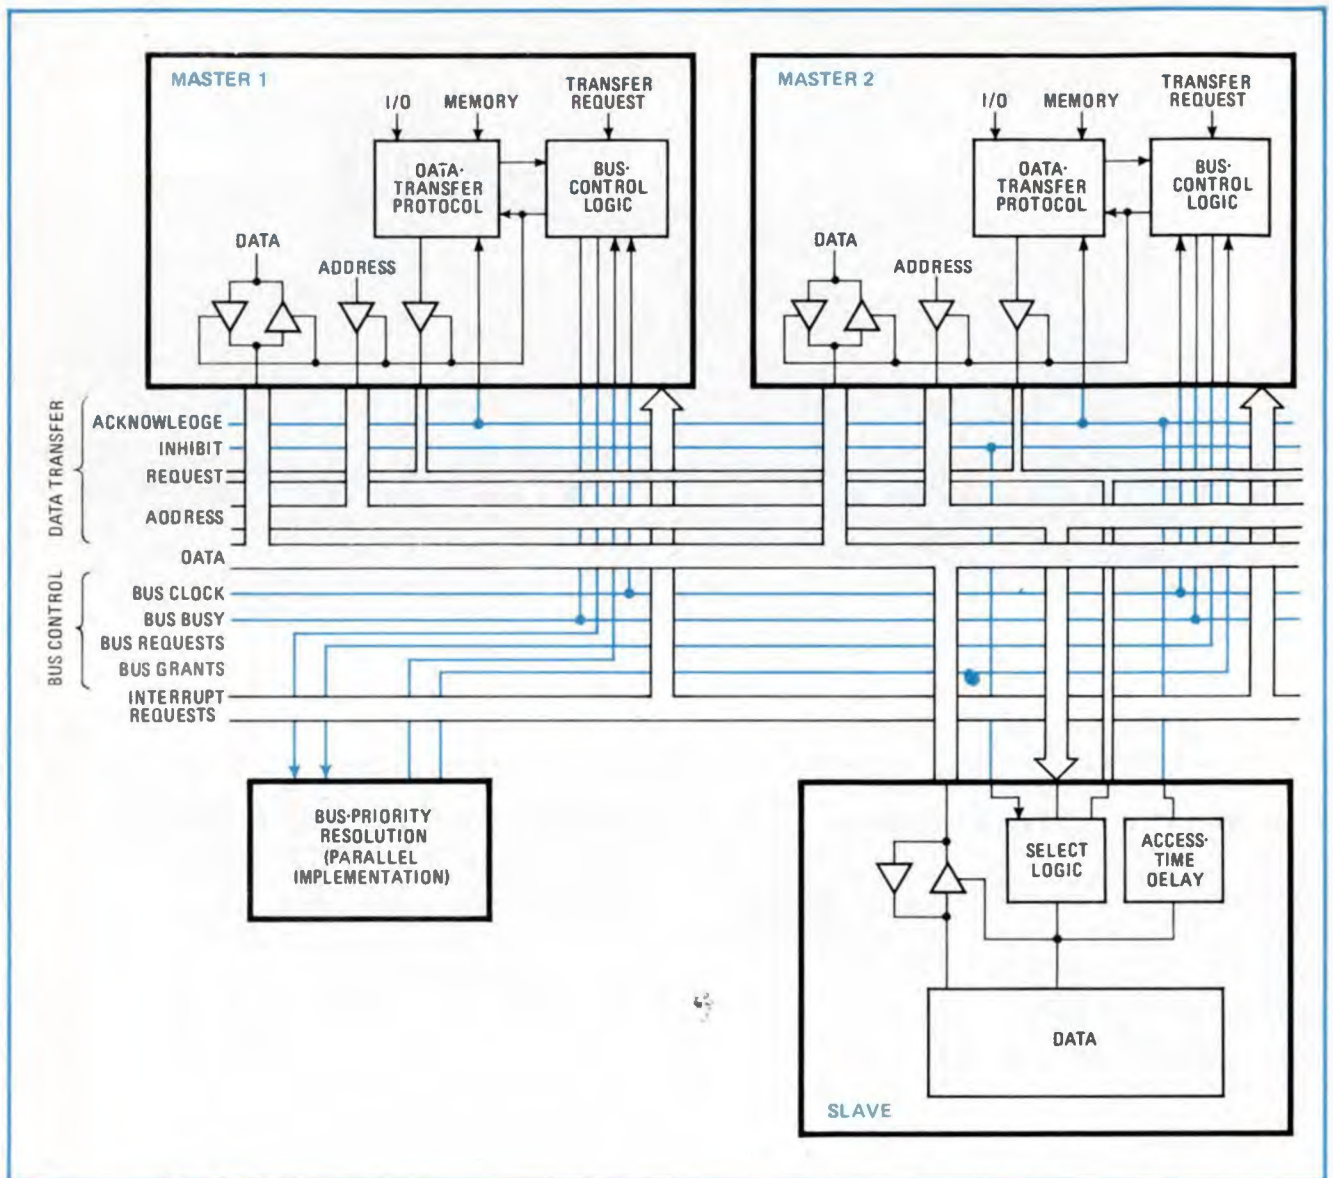 MASTER 1
I/O
MEMORY
TRANSFER
REQUEST
DATA-
TRANSFER
PROTOCOL
BUS-
CONTROL
LOGIC
DATA
ADDRESS
MASTER 2
I/O
MEMORY
TRANSFER
REQUEST
DATA-
TRANSFER
PROTOCOL
BUS-
CONTROL
LOGIC
DATA
ADDRESS
DATA TRANSFER
ACKNOWLEDGE
INHIBIT
REQUEST
ADDRESS
DATA
BUS CONTROL
BUS CLOCK
BUS BUSY
BUS REQUESTS
BUS GRANTS
INTERRUPT
REQUESTS
BUS-PRIORITY
RESOLUTION
(PARALLEL
IMPLEMENTATION)
SELECT
LOGIC
ACCESS-
TIME
DELAY
DATA
SLAVE